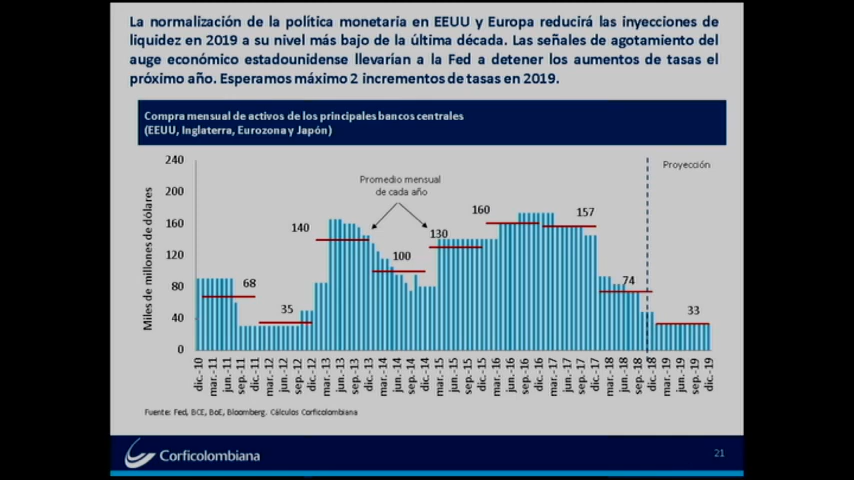 La normalización de la política monetaria en EEUU y Europa reducirá las inyecciones de
liquidez en 2019 a su nivel más bajo de la última década. Las señales de agotamiento del
auge económico estadounidense llevarían a la Fed a detener los aumentos de tasas el
próximo año. Esperamos máximo 2 incrementos de tasas en 2019.
Compra mensual de activos de los principales bancos centrales
(EEUU, Inglaterra, Eurozona y Japón)
Miles de millones de dólares
240
200
160
120
80
40
0
Promedio mensual
de cada año
Proyección
68
35
140
100
130
160
157
74
33
dic.-10
mar.-11
jun.-11
sep.-11
dic.-11
mar.-12
jun.-12
sep.-12
dic.-12
mar.-13
jun.-13
sep.-13
dic.-13
mar.-14
jun.-14
sep.-14
dic.-14
mar.-15
jun.-15
sep.-15
dic.-15
mar.-16
jun.-16
sep.-16
dic.-16
mar.-17
jun.-17
sep.-17
dic.-17
mar.-18
jun.-18
sep.-18
dic.-18
mar.-19
jun.-19
sep.-19
dic.-19
Fuente: Fed, BCE, BoE, Bloomberg. Cálculos Corficolombiana
Corficolombiana
21